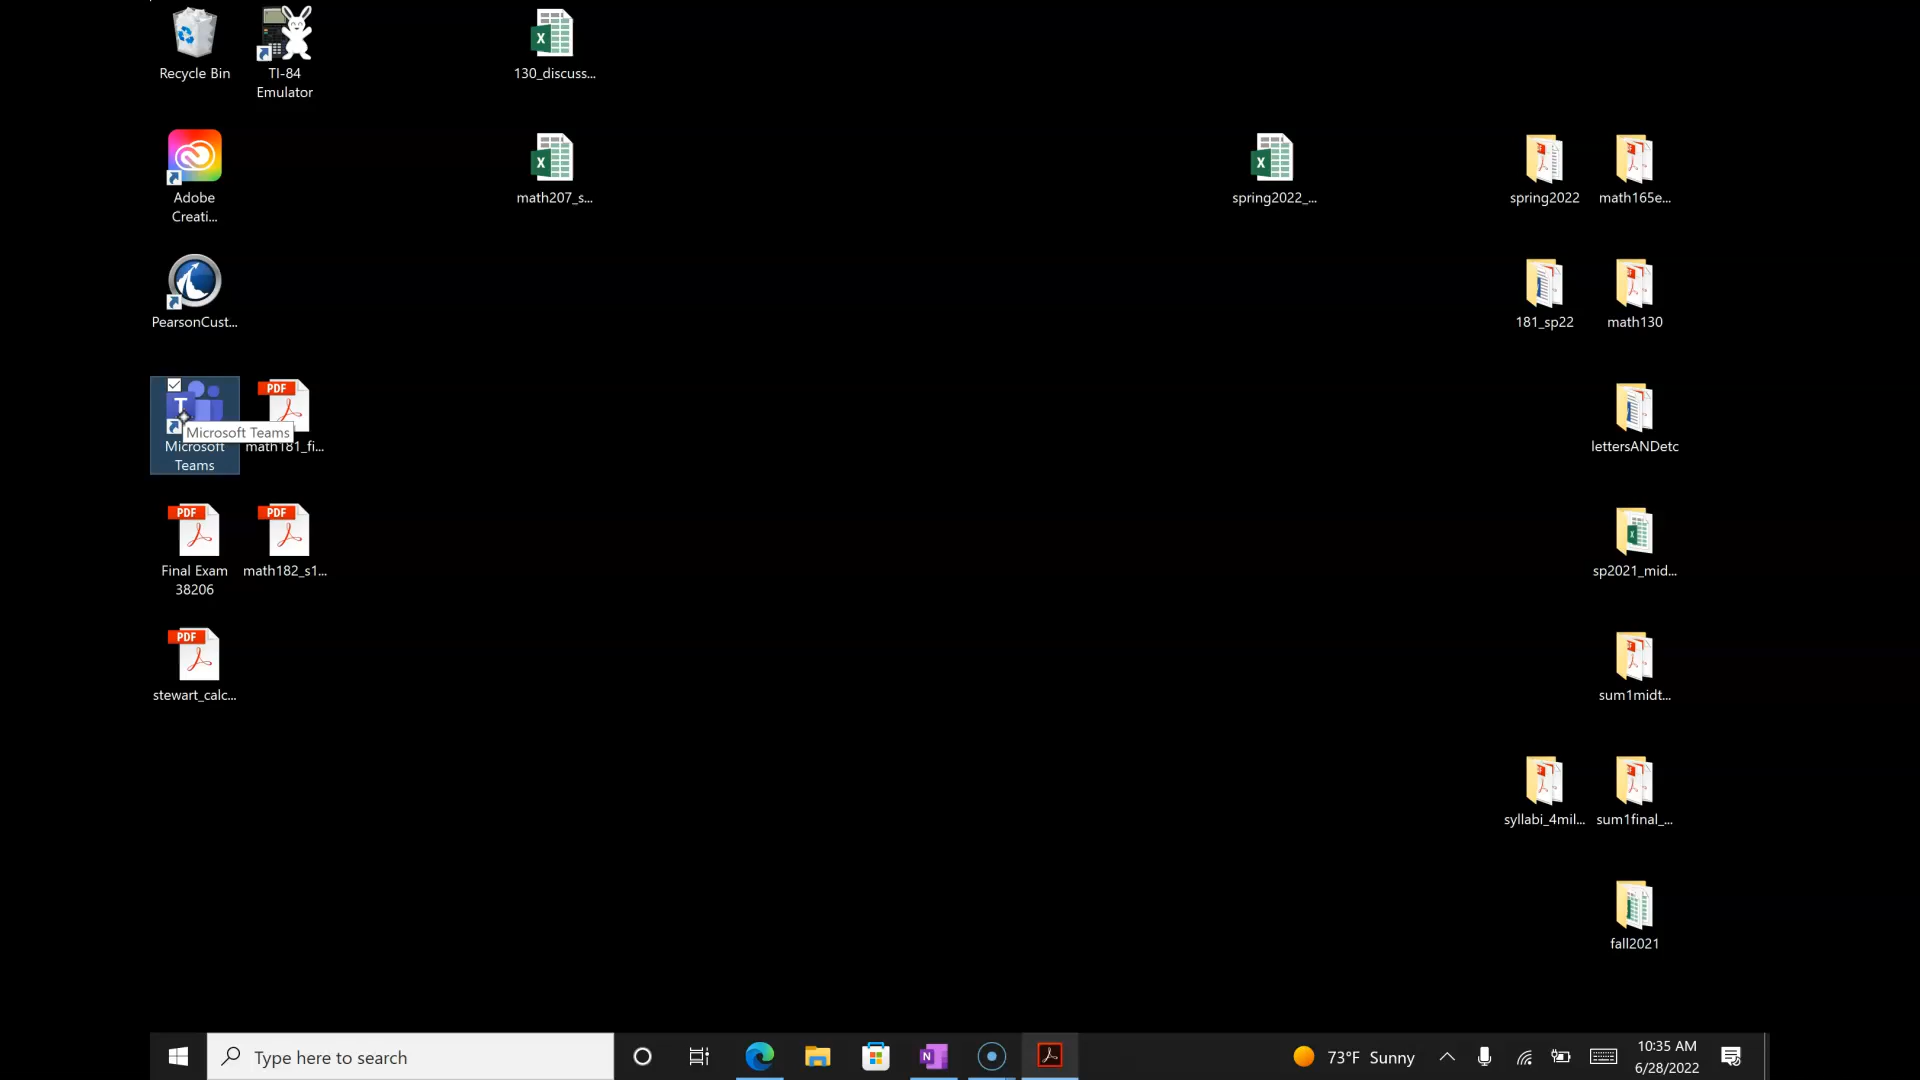 Recycle Bin
TI-84
Emulator
130_discuss...
Adobe
Creati...
math207_s...
spring2022_...
spring2022
math165e...
PearsonCust...
181_sp22
math130
T
Microsoft Teams
Microsoft
Teams
PDF
math181_fi...
lettersANDetc
PDF
Final Exam
38206
PDF
math182_s1...
sp2021_mid...
PDF
stewart_calc...
sum1midt...
syllabi_4mil...
sum1final_...
fall2021
Type here to search
73°F Sunny
10:35 AM
6/28/2022